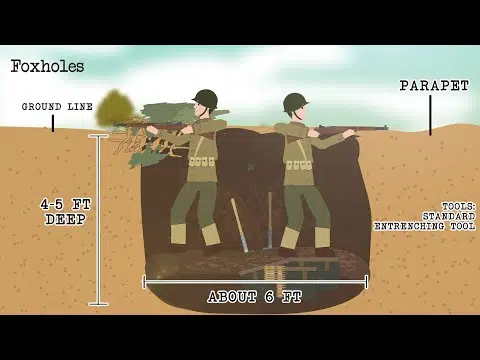 Foxholes
PARAPET
GROUND LINE
4-5 FT
DEEP
TOOLS:
STANDARD
ENTRENCHING TOOL
ABOUT 6 FT